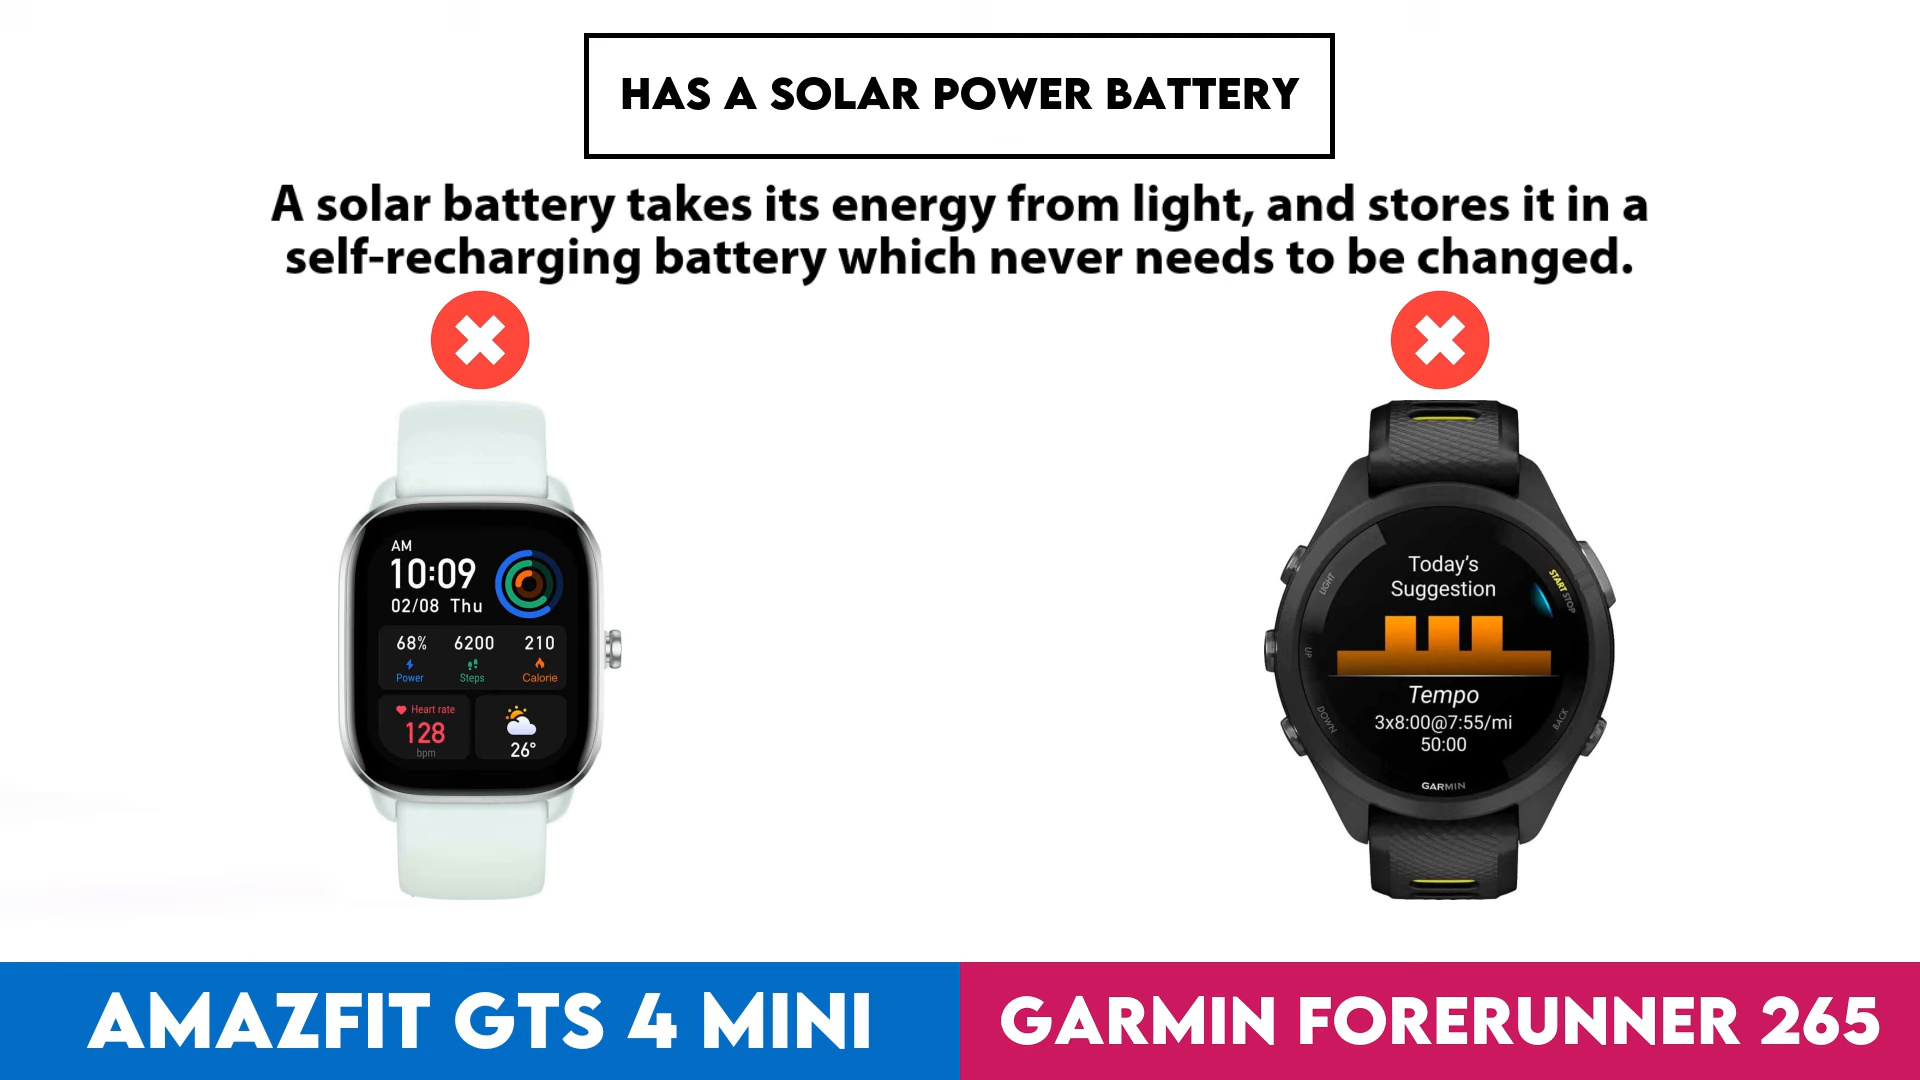 HAS A SOLAR POWER BATTERY
A solar battery takes its energy from light, and stores it in a
self-recharging battery which never needs to be changed.
AM
10:09
02/08 Thu
68% 6200 210
Power Steps Calorie
Heart rate
128
bpm
26°
Today's
Suggestion
Tempo
3x8:00@7:55/mi
50:00
GARMIN
LIGHT
START STOP
UP
DOWN
BACK
AMAZFIT GTS 4 MINI
GARMIN FORERUNNER 265